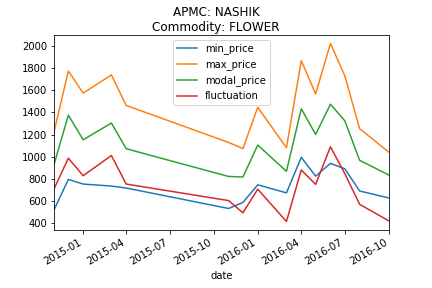 APMC: NASHIK
Commodity: FLOWER
min_price
max_price
modal_price
fluctuation
2000
1800
1600
1400
1200
1000
800
600
400
2015-01
2015-04
2015-07
2015-10
2016-01
2016-04
2016-07
2016-10
date